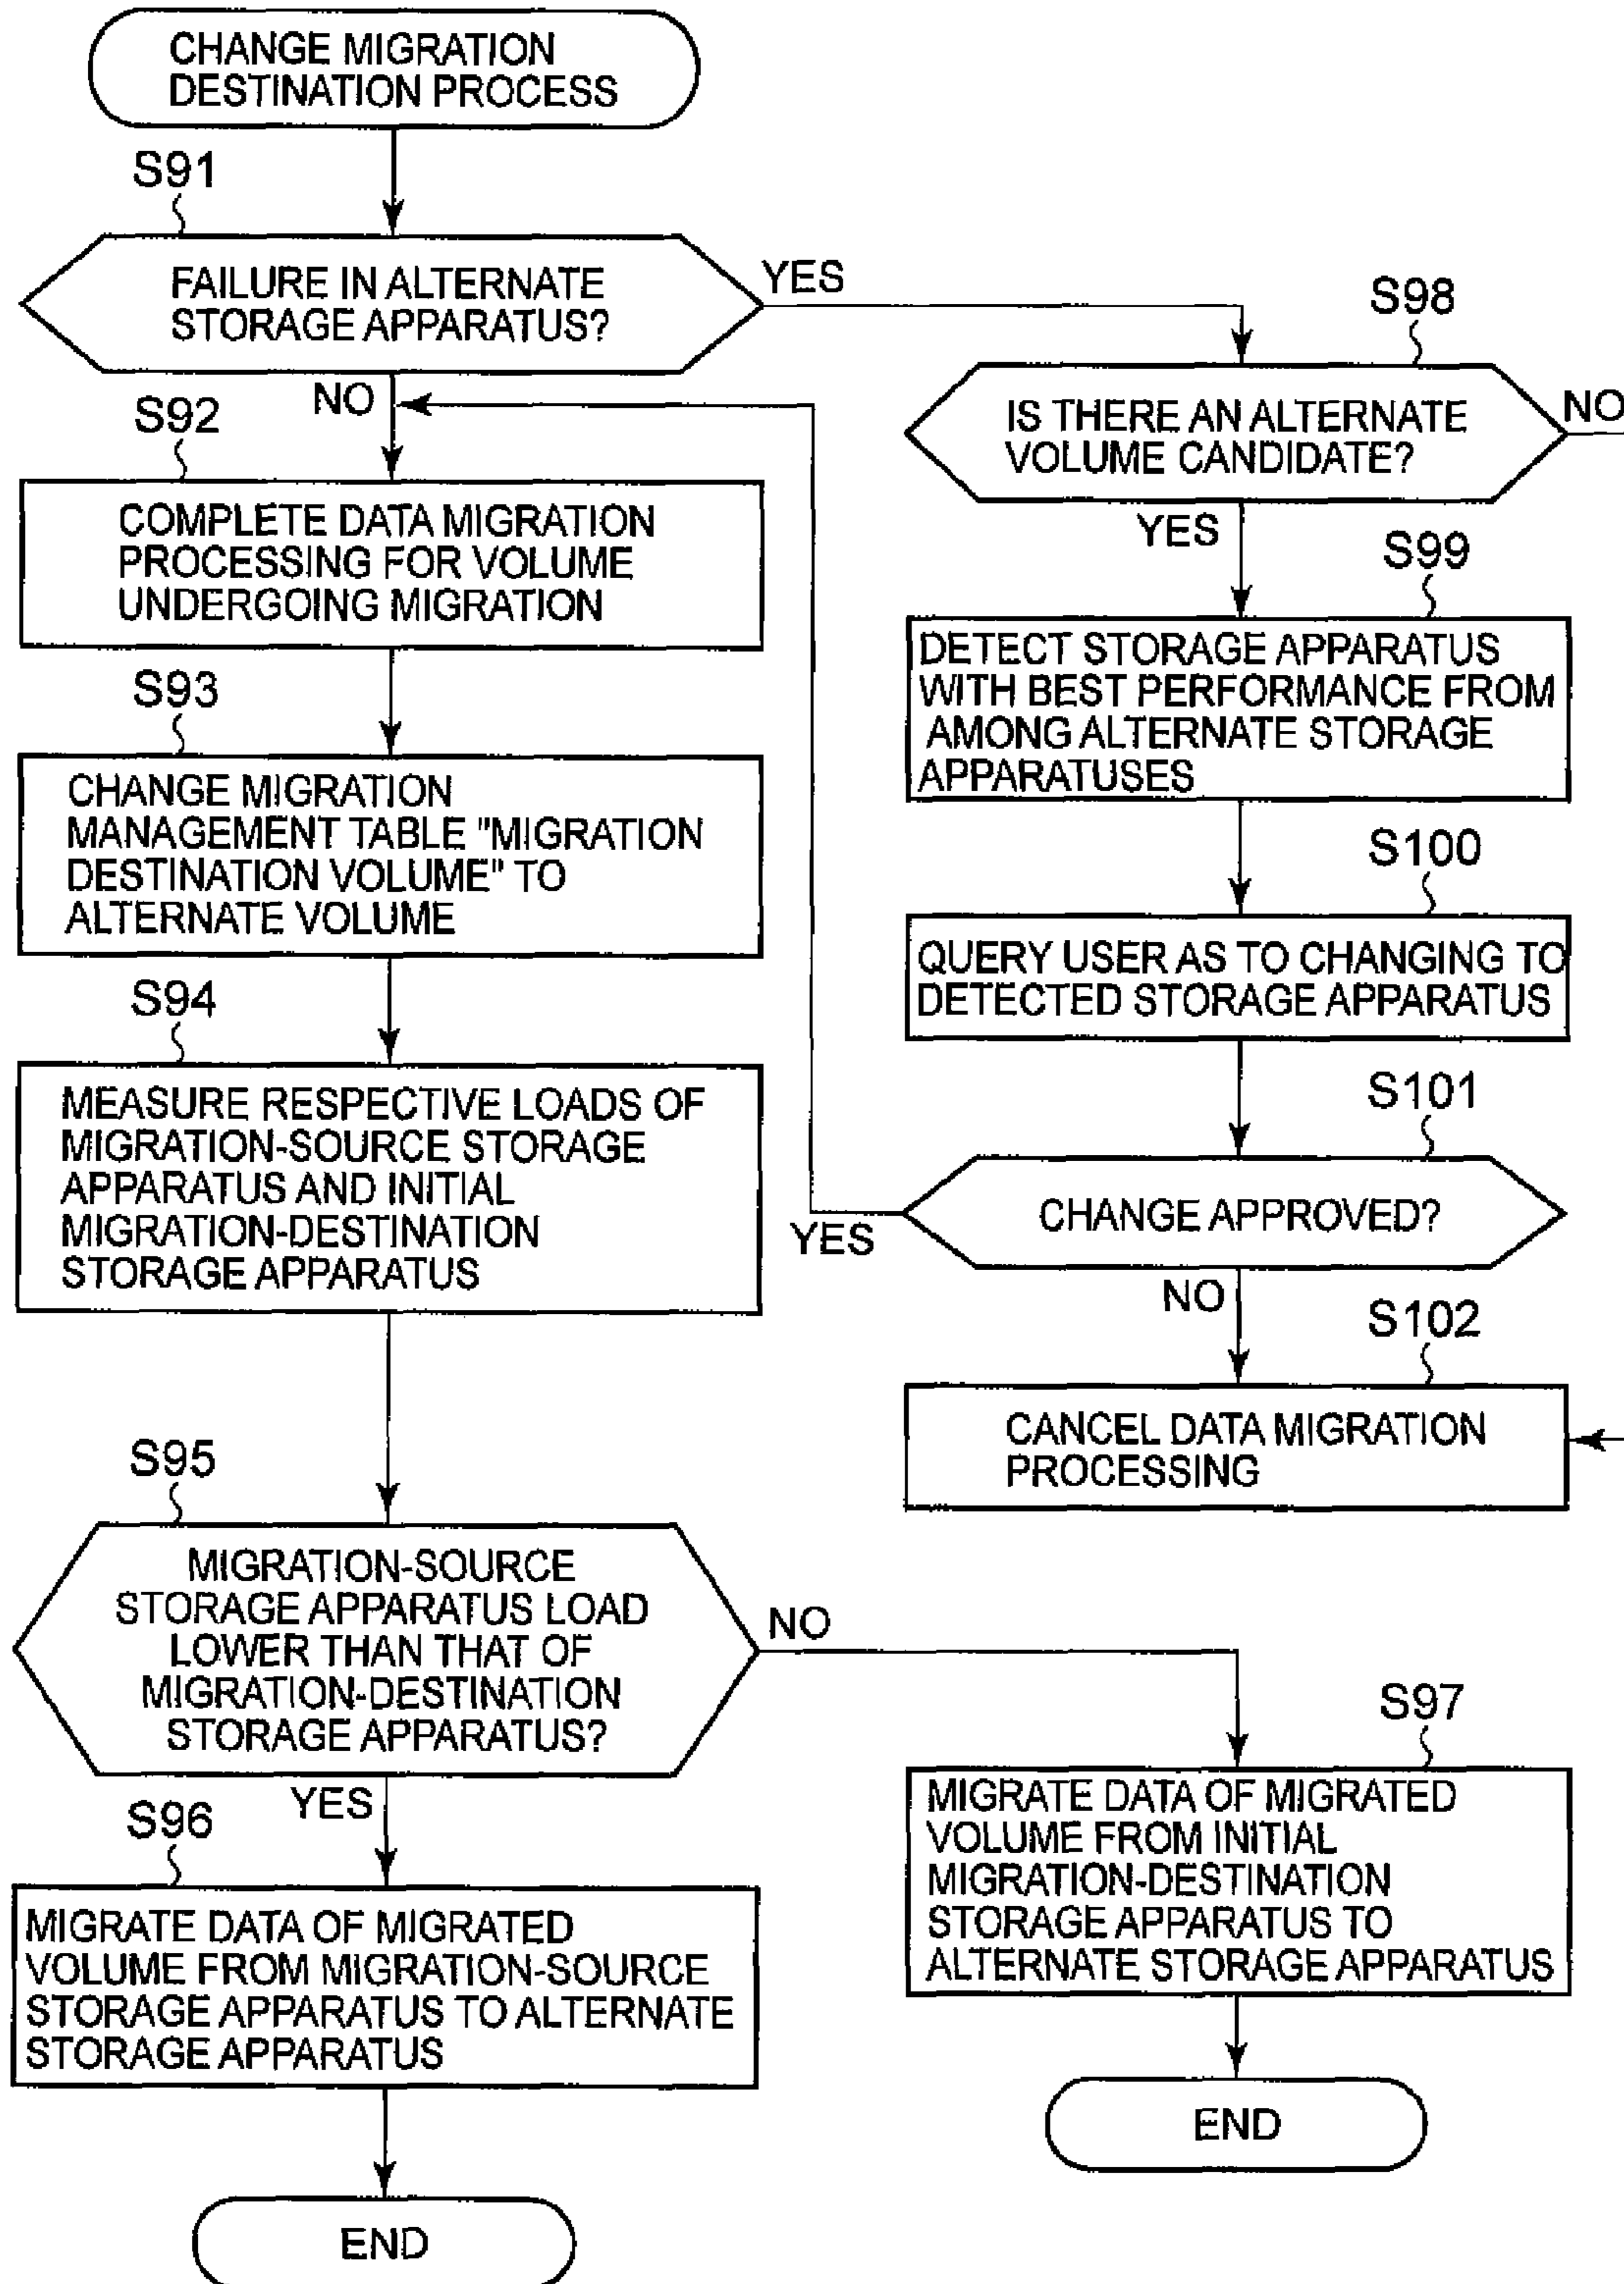 CHANGE MIGRATION
DESTINATION PROCESS
S91
FAILURE IN ALTERNATE
STORAGE APPARATUS?
YES
NO
S92
COMPLETE DATA MIGRATION
PROCESSING FOR VOLUME
UNDERGOING MIGRATION
S93
CHANGE MIGRATION
MANAGEMENT TABLE "MIGRATION
DESTINATION VOLUME" TO
ALTERNATE VOLUME
S94
MEASURE RESPECTIVE LOADS OF
MIGRATION-SOURCE STORAGE
APPARATUS AND INITIAL
MIGRATION-DESTINATION
STORAGE APPARATUS
S95
MIGRATION-SOURCE
STORAGE APPARATUS LOAD
LOWER THAN THAT OF
MIGRATION-DESTINATION
STORAGE APPARATUS?
NO
YES
S96
MIGRATE DATA OF MIGRATED
VOLUME FROM MIGRATION-SOURCE
STORAGE APPARATUS TO ALTERNATE
STORAGE APPARATUS
END
S98
IS THERE AN ALTERNATE
VOLUME CANDIDATE?
NO
YES
S99
DETECT STORAGE APPARATUS
WITH BEST PERFORMANCE FROM
AMONG ALTERNATE STORAGE
APPARATUSES
S100
QUERY USER AS TO CHANGING TO
DETECTED STORAGE APPARATUS
S101
CHANGE APPROVED?
YES
NO
S102
CANCEL DATA MIGRATION
PROCESSING
S97
MIGRATE DATA OF MIGRATED
VOLUME FROM INITIAL
MIGRATION-DESTINATION
STORAGE APPARATUS TO
ALTERNATE STORAGE APPARATUS
END